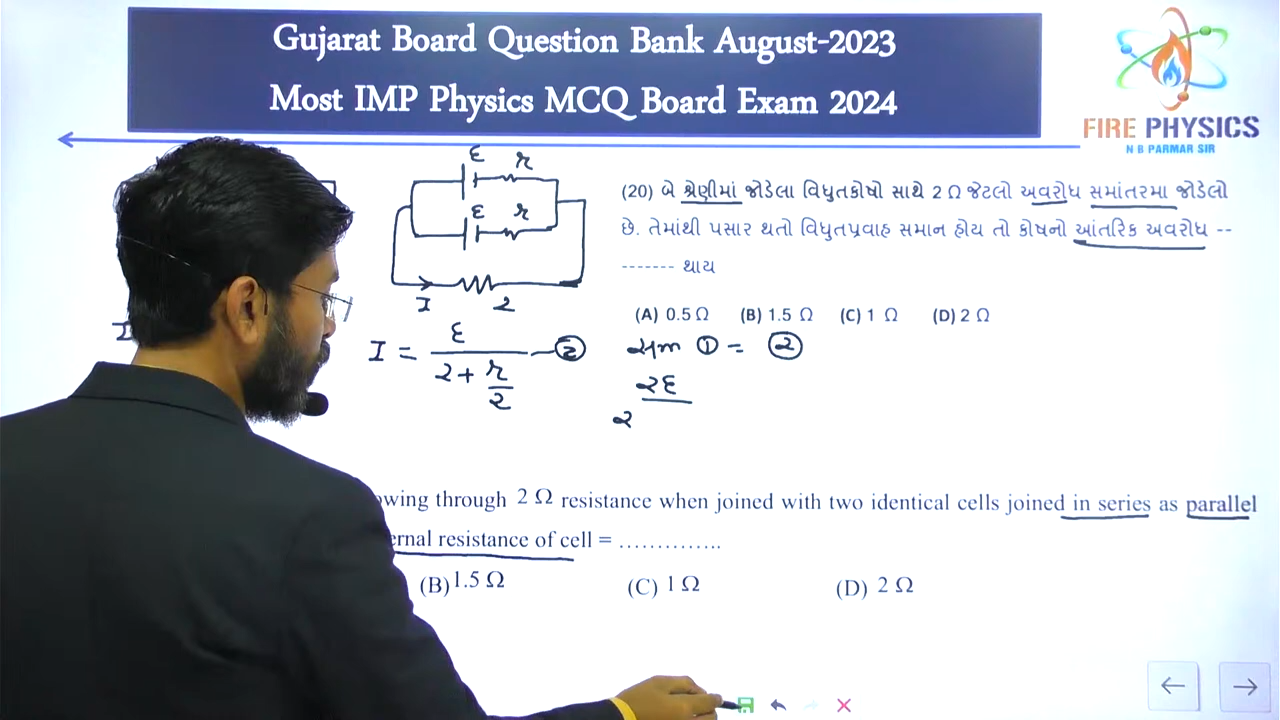 Gujarat Board Question Bank August-2023
Most IMP Physics MCQ Board Exam 2024
FIRE PHYSICS
N B PARMAR SIR
(20) બે શ્રેણીમાં જોડેલા વિધુતકોષો સાથે 2 Ω જેટલો અવરોધ સમાંતરમા જોડેલો
છે. તેમાંથી પસાર થતો વિધુતપ્રવાહ સમાન હોય તો કોષનો આંતરિક અવરોધ --
------- થાય
(A) 0.5 Ω (B) 1.5 Ω (C) 1 Ω (D) 2 Ω
ε r
ε r
I 2
I = ε / (2 + r/2) — ②
સમ ① = ②
2ε
2
I
owing through 2 Ω resistance when joined with two identical cells joined in series as parallel
ernal resistance of cell = …………..
(B) 1.5 Ω (C) 1 Ω (D) 2 Ω